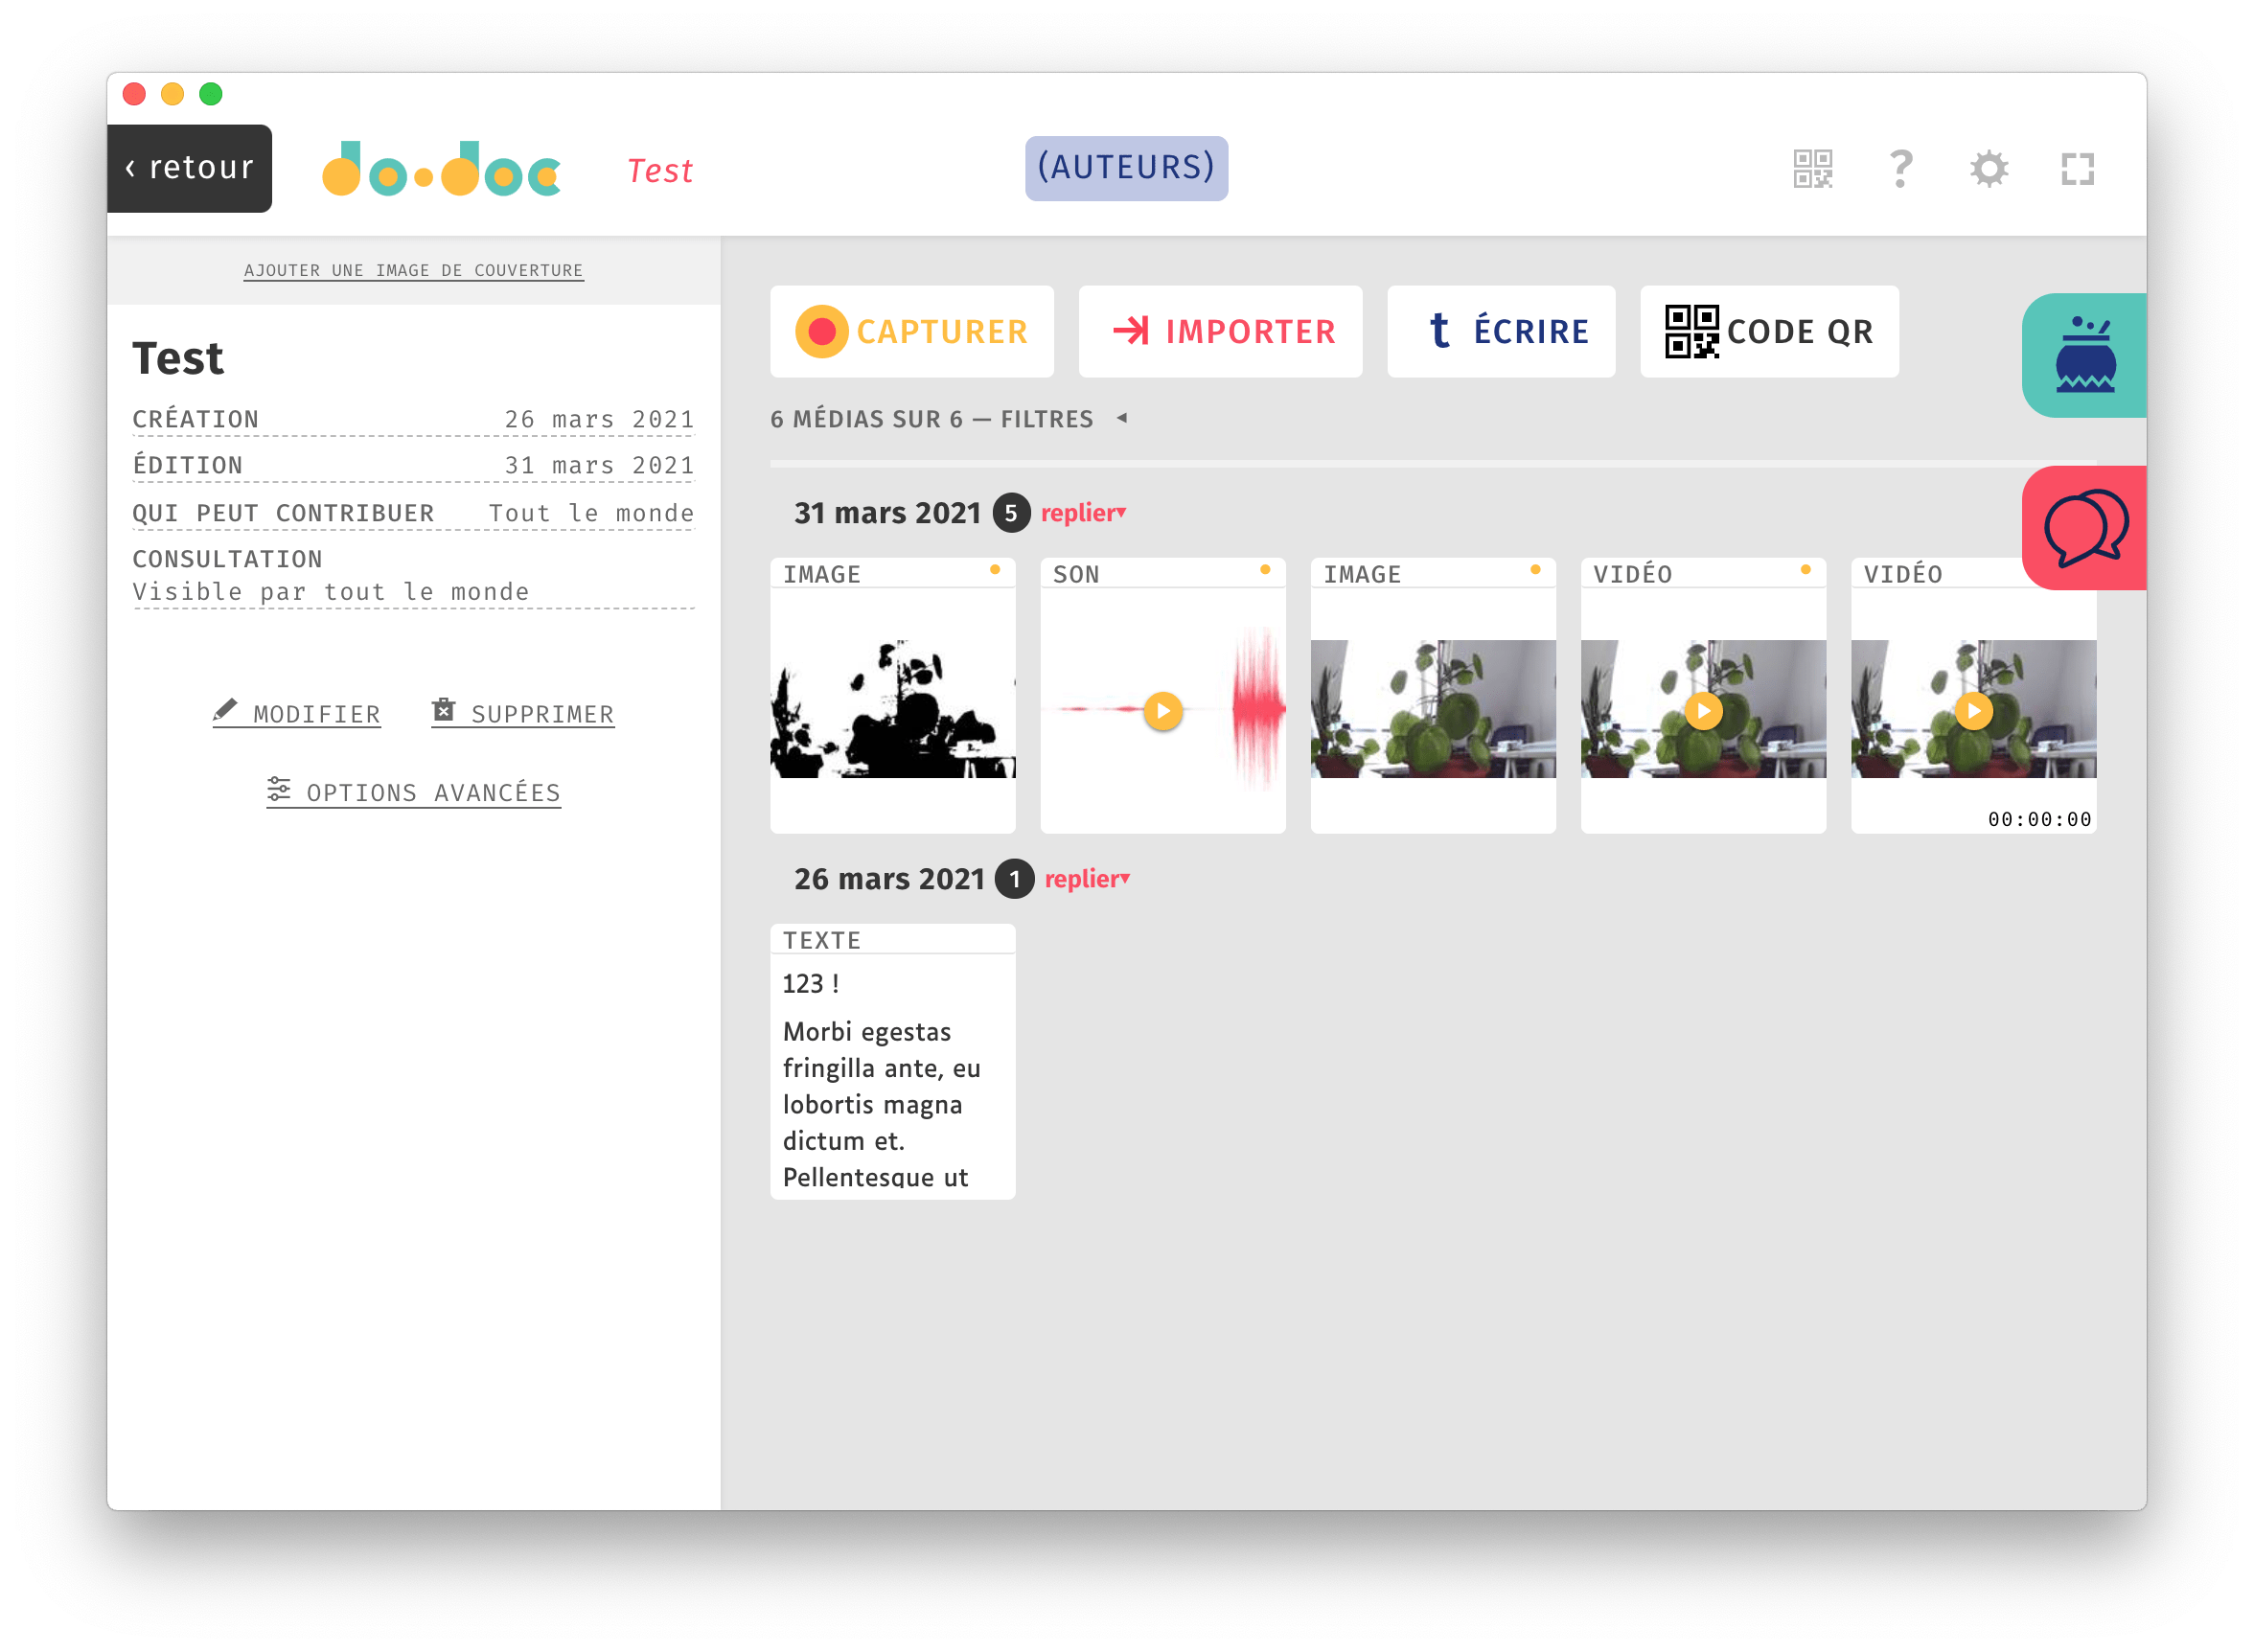 ‹ retour
do•doc
Test
(AUTEURS)
?
AJOUTER UNE IMAGE DE COUVERTURE
Test
CRÉATION 26 mars 2021
ÉDITION 31 mars 2021
QUI PEUT CONTRIBUER Tout le monde
CONSULTATION
Visible par tout le monde
MODIFIER SUPPRIMER
OPTIONS AVANCÉES
CAPTURER IMPORTER t ÉCRIRE CODE QR
6 MÉDIAS SUR 6 — FILTRES ◂
31 mars 2021 5 replier▾
IMAGE SON IMAGE VIDÉO VIDÉO
00:00:00
26 mars 2021 1 replier▾
TEXTE
123 !
Morbi egestas
fringilla ante, eu
lobortis magna
dictum et.
Pellentesque ut